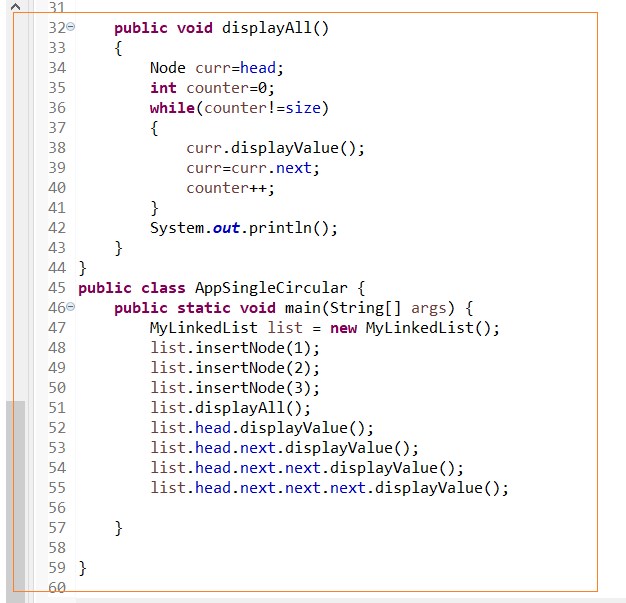 31
32 public void displayAll()
33 {
34 Node curr=head;
35 int counter=0;
36 while(counter!=size)
37 {
38 curr.displayValue();
39 curr=curr.next;
40 counter++;
41 }
42 System.out.println();
43 }
44 }
45 public class AppSingleCircular {
46 public static void main(String[] args) {
47 MyLinkedList list = new MyLinkedList();
48 list.insertNode(1);
49 list.insertNode(2);
50 list.insertNode(3);
51 list.displayAll();
52 list.head.displayValue();
53 list.head.next.displayValue();
54 list.head.next.next.displayValue();
55 list.head.next.next.next.displayValue();
56
57 }
58
59 }
60